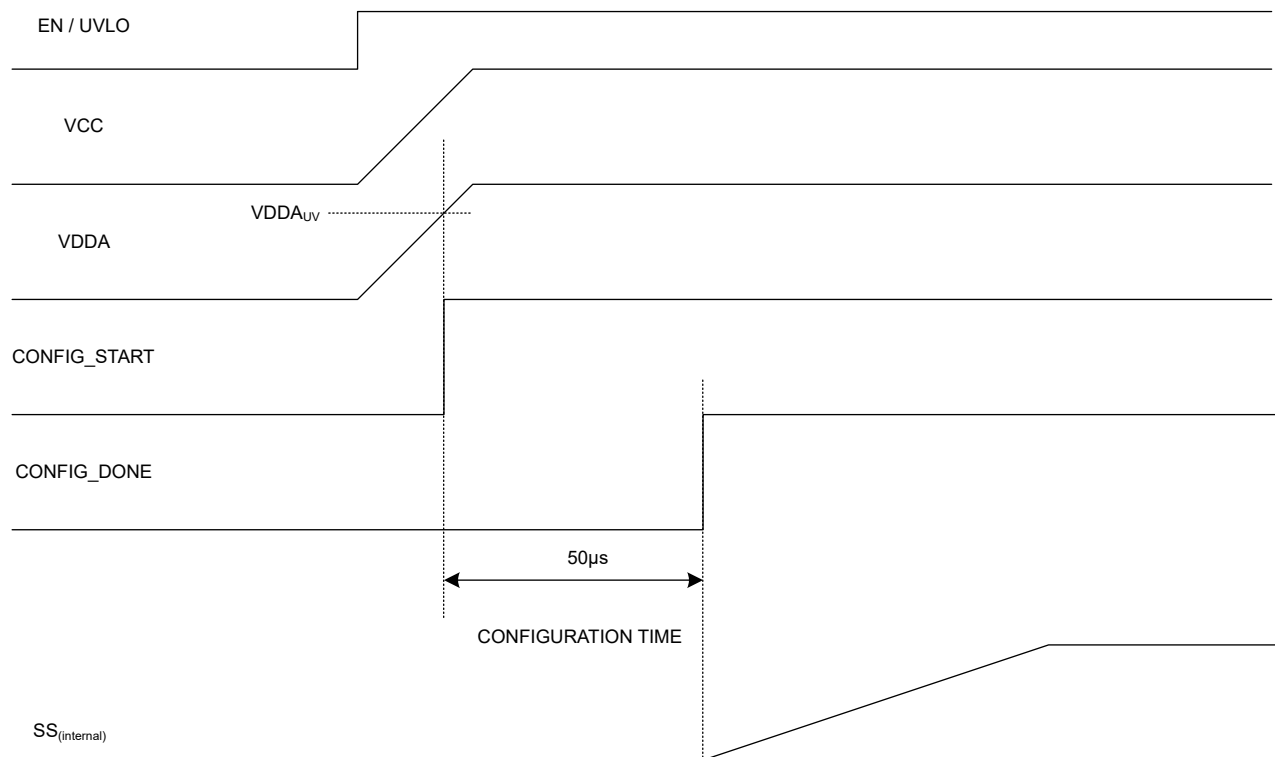 EN / UVLO
VCC
VDDAUV
VDDA
CONFIG_START
CONFIG_DONE
50µs
CONFIGURATION TIME
SS(internal)